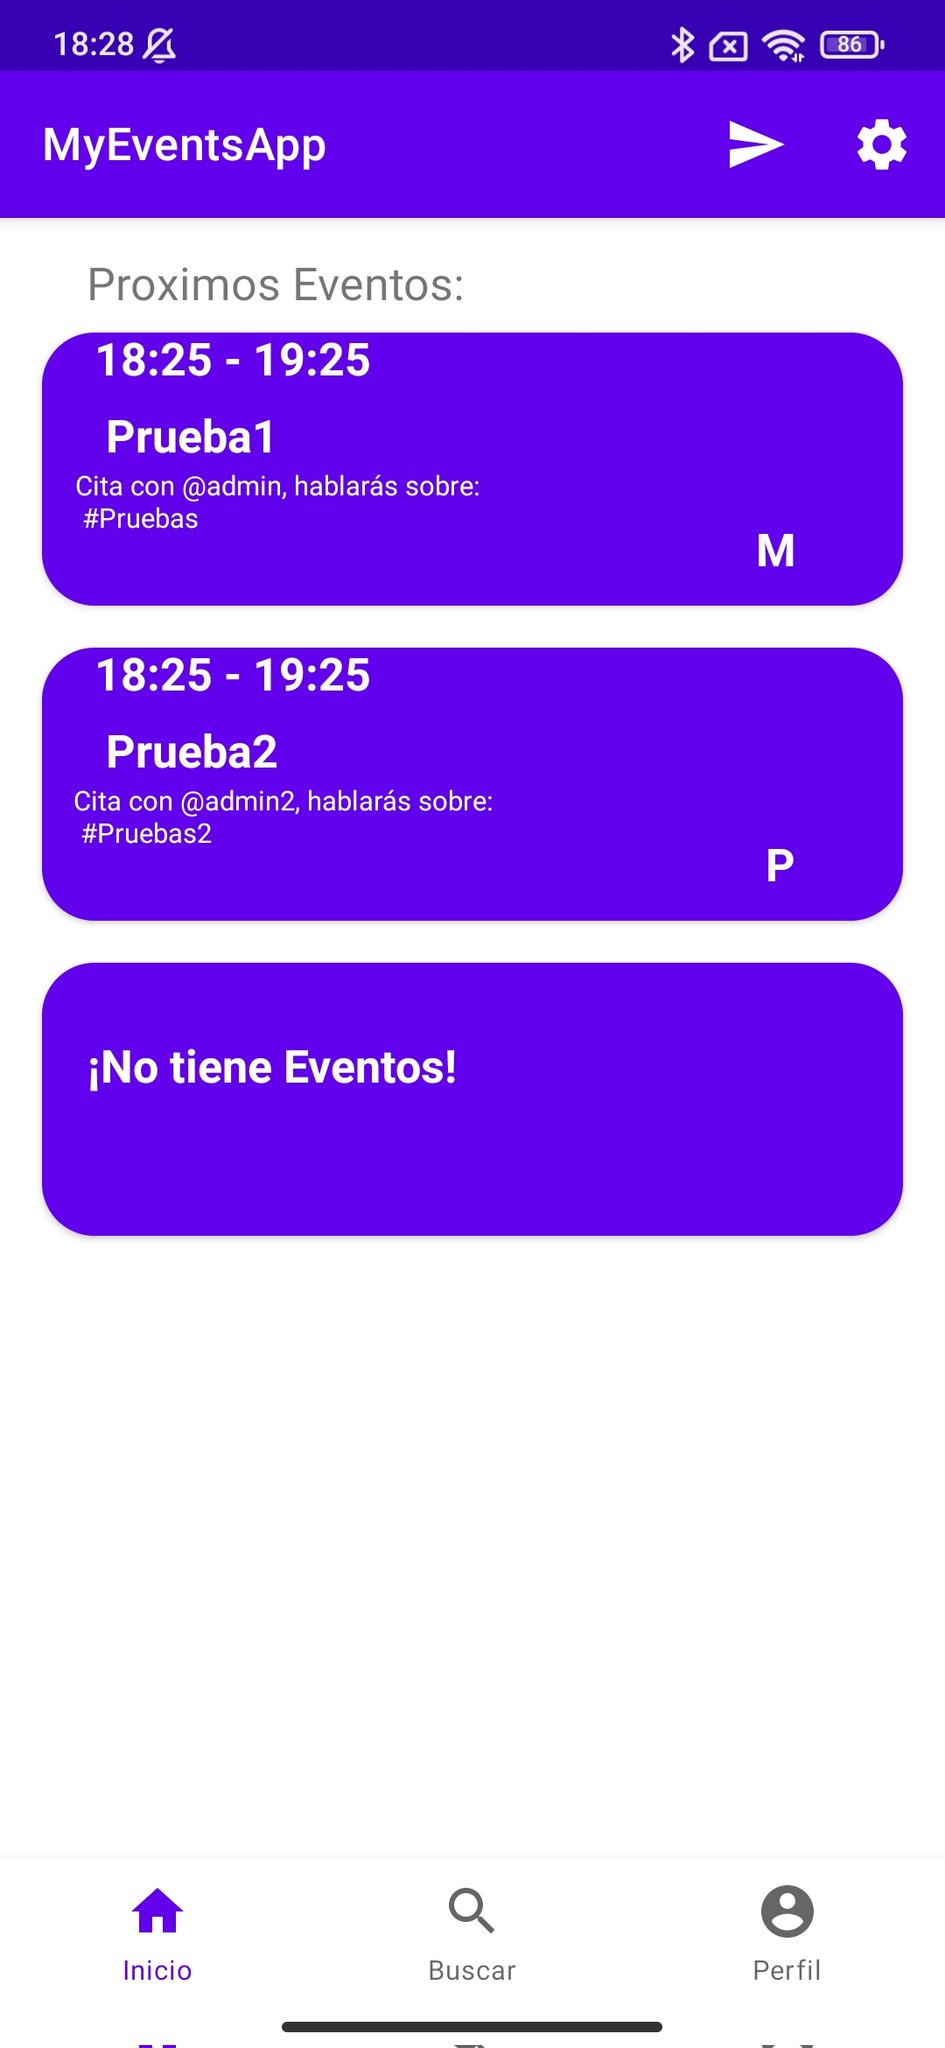 18:28
86
MyEventsApp
Proximos Eventos:
18:25 - 19:25
Prueba1
Cita con @admin, hablarás sobre:
#Pruebas
M
18:25 - 19:25
Prueba2
Cita con @admin2, hablarás sobre:
#Pruebas2
P
¡No tiene Eventos!
Inicio
Buscar
Perfil